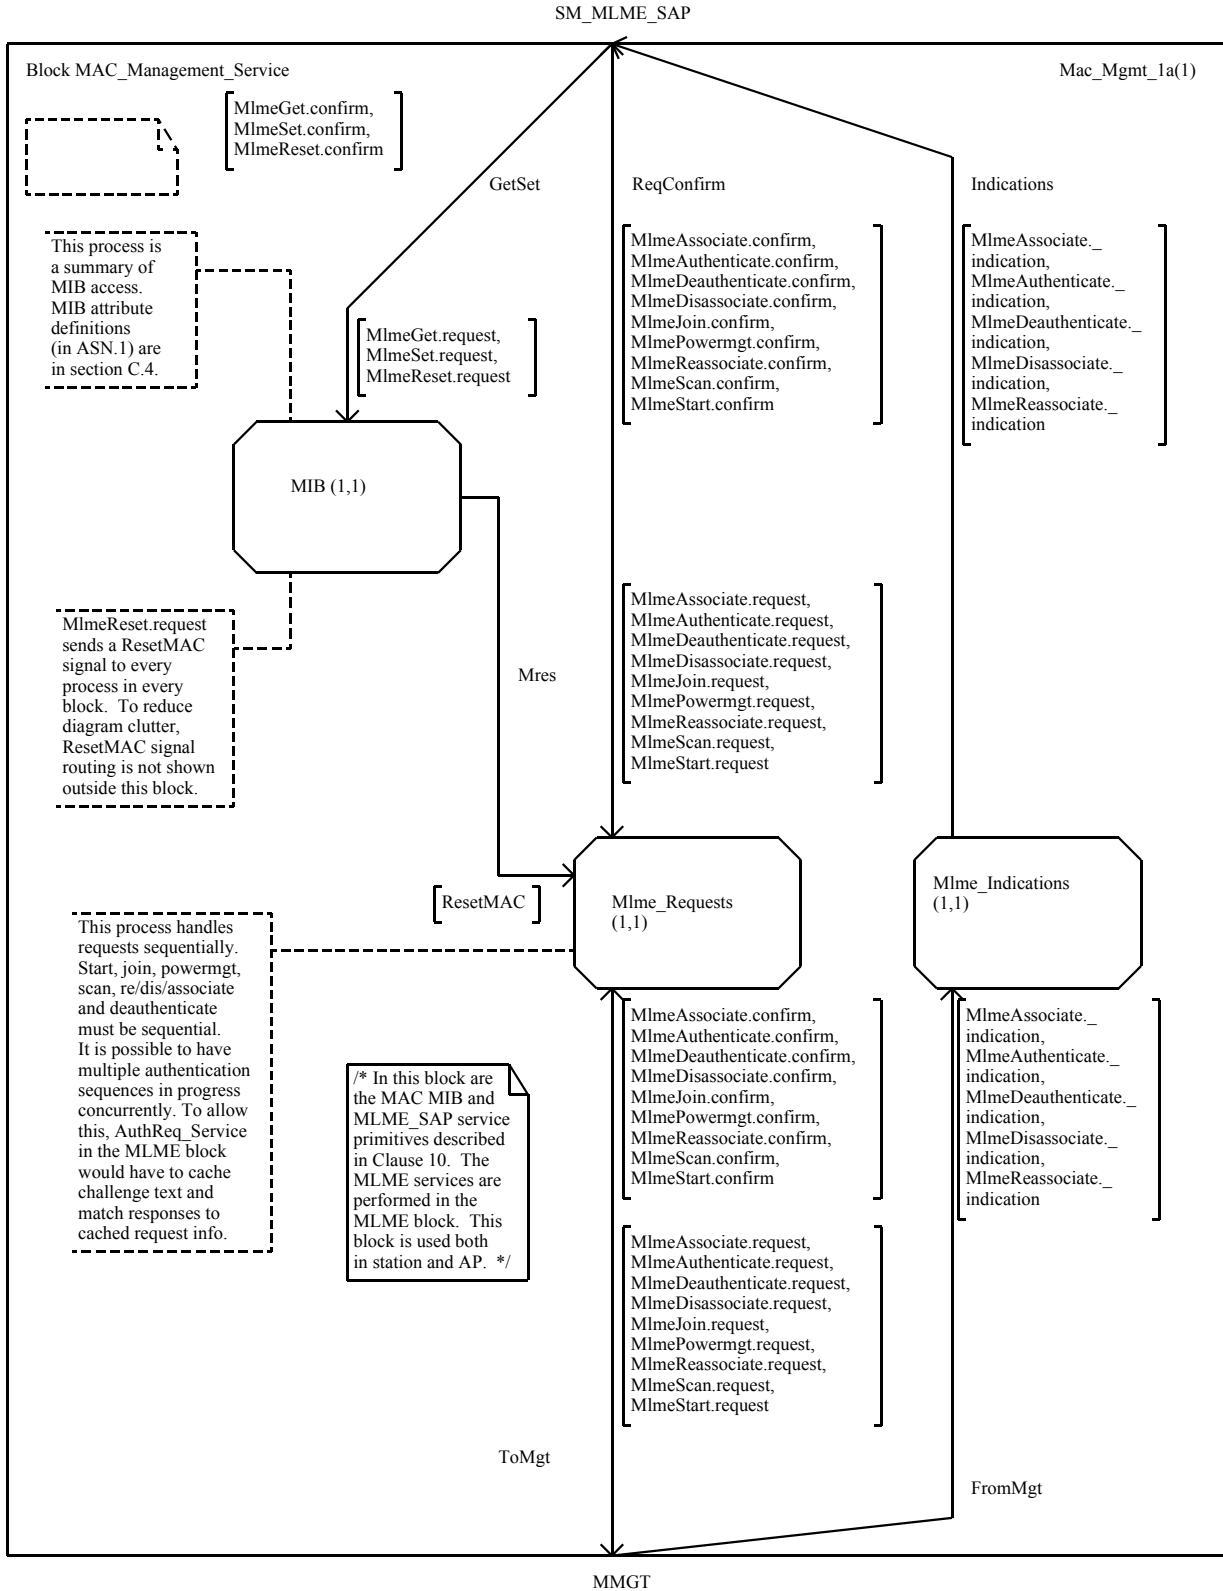 SM_MLME_SAP
Block MAC_Management_Service
Mac_Mgmt_1a(1)
MlmeGet.confirm,
MlmeSet.confirm,
MlmeReset.confirm
GetSet
ReqConfirm
Indications
This process is
a summary of
MIB access.
MIB attribute
definitions
(in ASN.1) are
in section C.4.
MlmeGet.request,
MlmeSet.request,
MlmeReset.request
MlmeAssociate.confirm,
MlmeAuthenticate.confirm,
MlmeDeauthenticate.confirm,
MlmeDisassociate.confirm,
MlmeJoin.confirm,
MlmePowermgt.confirm,
MlmeReassociate.confirm,
MlmeScan.confirm,
MlmeStart.confirm
MlmeAssociate._
indication,
MlmeAuthenticate._
indication,
MlmeDeauthenticate._
indication,
MlmeDisassociate._
indication,
MlmeReassociate._
indication
MIB (1,1)
MlmeReset.request
sends a ResetMAC
signal to every
process in every
block. To reduce
diagram clutter,
ResetMAC signal
routing is not shown
outside this block.
Mres
MlmeAssociate.request,
MlmeAuthenticate.request,
MlmeDeauthenticate.request,
MlmeDisassociate.request,
MlmeJoin.request,
MlmePowermgt.request,
MlmeReassociate.request,
MlmeScan.request,
MlmeStart.request
[ResetMAC]
Mlme_Requests
(1,1)
Mlme_Indications
(1,1)
This process handles
requests sequentially.
Start, join, powermgt,
scan, re/dis/associate
and deauthenticate
must be sequential.
It is possible to have
multiple authentication
sequences in progress
concurrently. To allow
this, AuthReq_Service
in the MLME block
would have to cache
challenge text and
match responses to
cached request info.
/* In this block are
the MAC MIB and
MLME_SAP service
primitives described
in Clause 10. The
MLME services are
performed in the
MLME block. This
block is used both
in station and AP. */
MlmeAssociate.confirm,
MlmeAuthenticate.confirm,
MlmeDeauthenticate.confirm,
MlmeDisassociate.confirm,
MlmeJoin.confirm,
MlmePowermgt.confirm,
MlmeReassociate.confirm,
MlmeScan.confirm,
MlmeStart.confirm
MlmeAssociate._
indication,
MlmeAuthenticate._
indication,
MlmeDeauthenticate._
indication,
MlmeDisassociate._
indication,
MlmeReassociate._
indication
MlmeAssociate.request,
MlmeAuthenticate.request,
MlmeDeauthenticate.request,
MlmeDisassociate.request,
MlmeJoin.request,
MlmePowermgt.request,
MlmeReassociate.request,
MlmeScan.request,
MlmeStart.request
ToMgt
FromMgt
MMGT